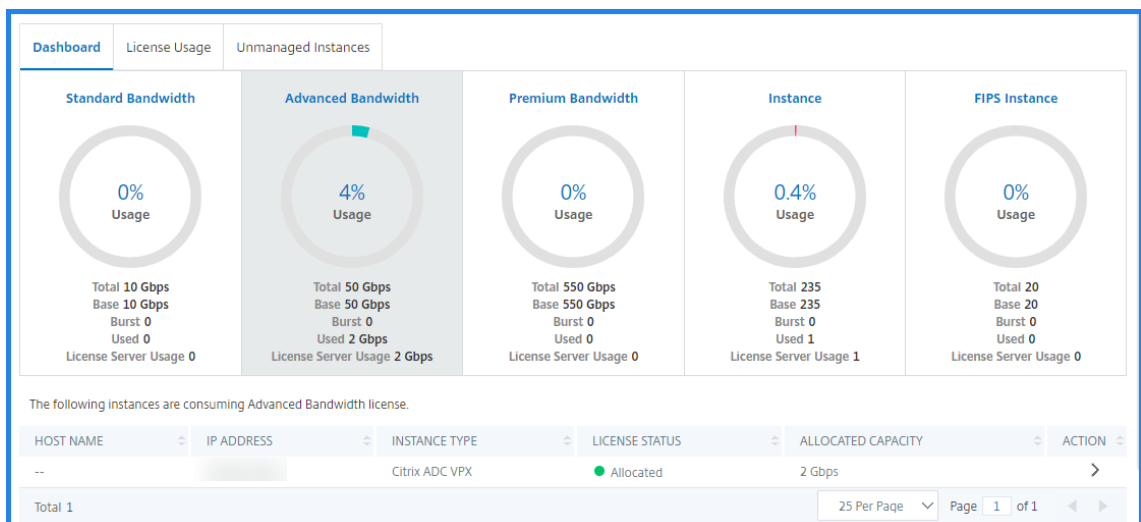 Dashboard License Usage Unmanaged Instances
Standard Bandwidth
0%
Usage
Total 10 Gbps
Base 10 Gbps
Burst 0
Used 0
License Server Usage 0
Advanced Bandwidth
4%
Usage
Total 50 Gbps
Base 50 Gbps
Burst 0
Used 2 Gbps
License Server Usage 2 Gbps
Premium Bandwidth
0%
Usage
Total 550 Gbps
Base 550 Gbps
Burst 0
Used 0
License Server Usage 0
Instance
0.4%
Usage
Total 235
Base 235
Burst 0
Used 1
License Server Usage 1
FIPS Instance
0%
Usage
Total 20
Base 20
Burst 0
Used 0
License Server Usage 0
The following instances are consuming Advanced Bandwidth license.
HOST NAME IP ADDRESS INSTANCE TYPE LICENSE STATUS ALLOCATED CAPACITY ACTION
-- Citrix ADC VPX Allocated 2 Gbps
Total 1 25 Per Page Page 1 of 1